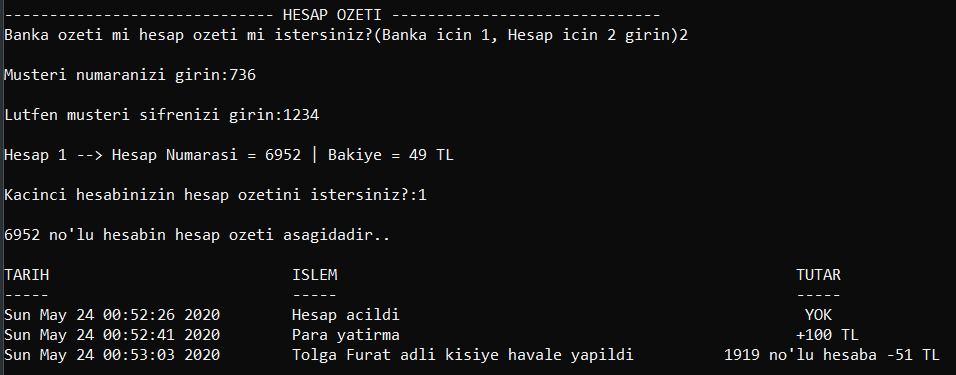 ------------------------------ HESAP OZETI ------------------------------
Banka ozeti mi hesap ozeti mi istersiniz?(Banka icin 1, Hesap icin 2 girin)2
Musteri numaranizi girin:736
Lutfen musteri sifrenizi girin:1234
Hesap 1 --> Hesap Numarasi = 6952 | Bakiye = 49 TL
Kacinci hesabinizin hesap ozetini istersiniz?:1
6952 no'lu hesabin hesap ozeti asagidadir..
TARIH ISLEM TUTAR
----- ----- -----
Sun May 24 00:52:26 2020 Hesap acildi YOK
Sun May 24 00:52:41 2020 Para yatirma +100 TL
Sun May 24 00:53:03 2020 Tolga Furat adli kisiye havale yapildi 1919 no'lu hesaba -51 TL